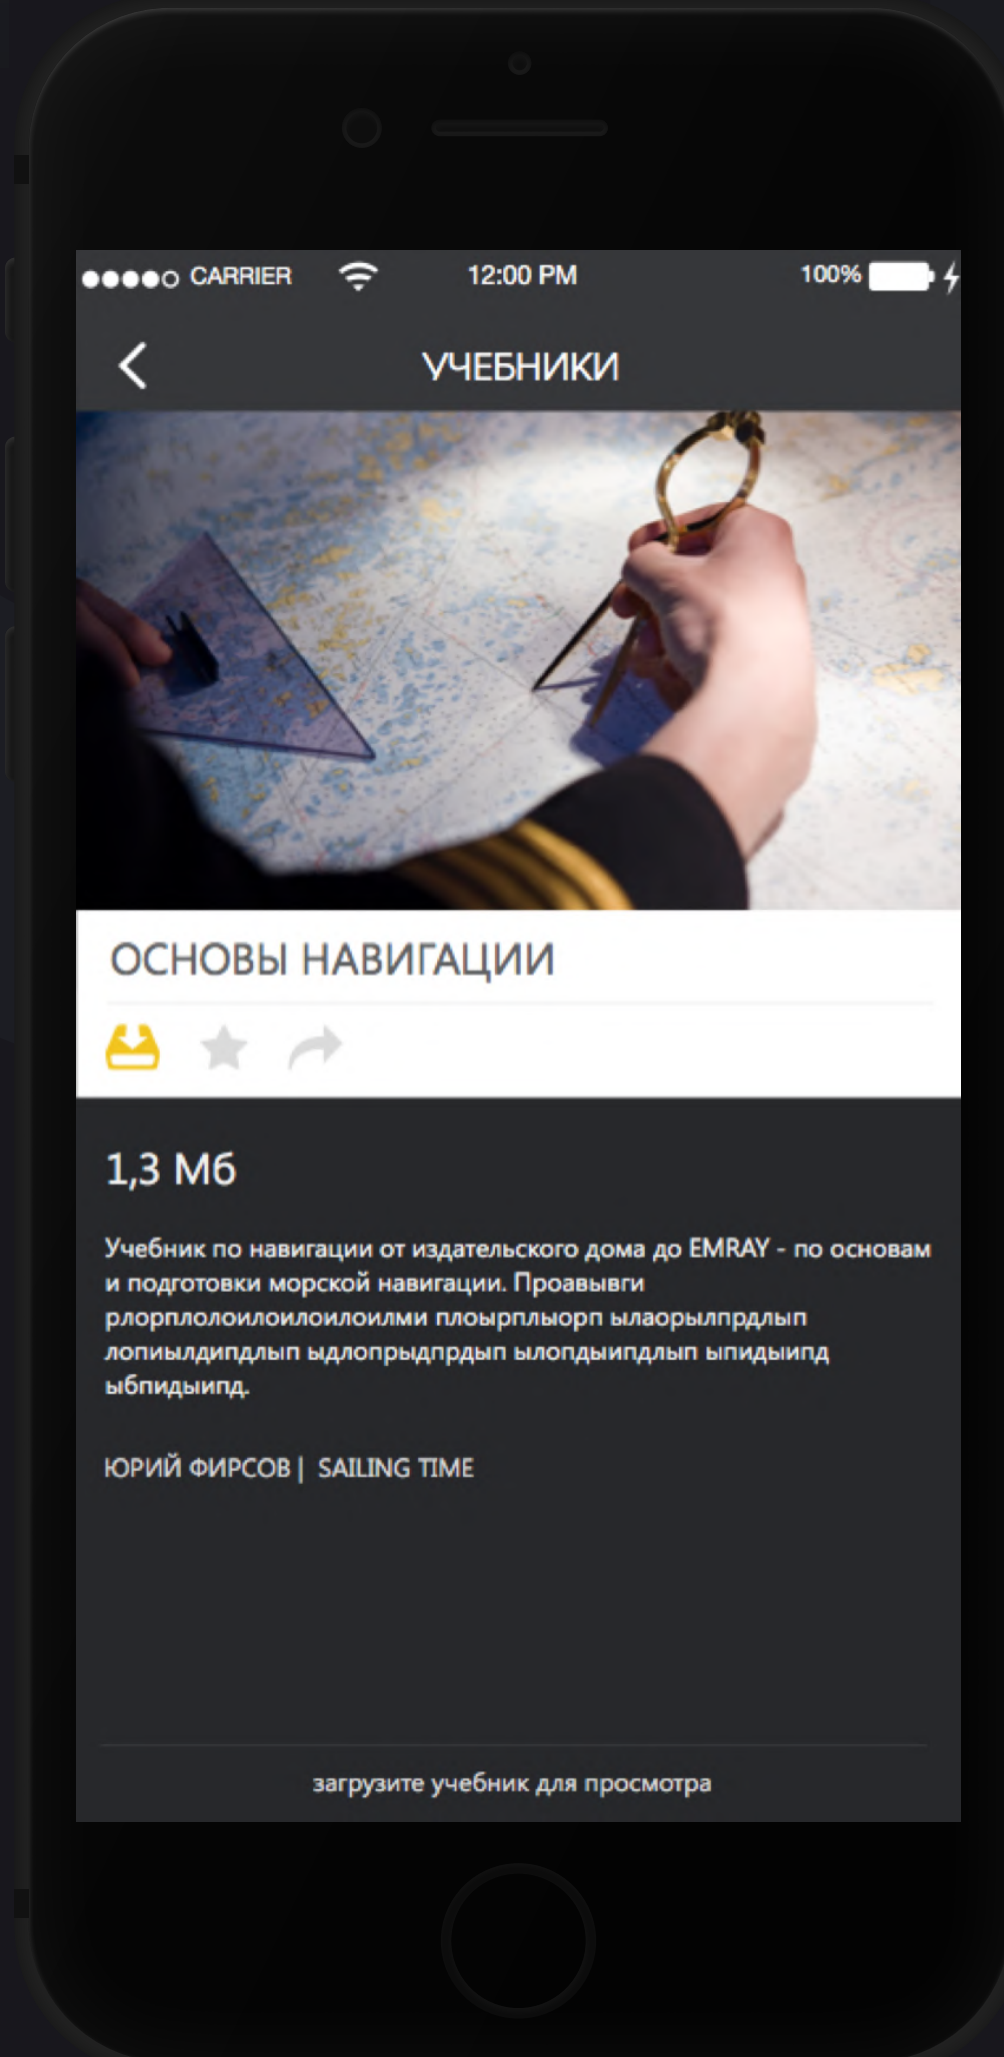 CARRIER 12:00 PM 100%
УЧЕБНИКИ
ОСНОВЫ НАВИГАЦИИ
1,3 Мб
Учебник по навигации от издательского дома до EMRAY - по основам
и подготовки морской навигации. Проавывги
рлорплолоилоилоилоилми плоырплыорп ылаорылпрдлып
лопиылдипдлып ыдлопрыдпрдып ылопдыипдлып ыпидыипд
ыбпидыипд.
ЮРИЙ ФИРСОВ | SAILING TIME
загрузите учебник для просмотра